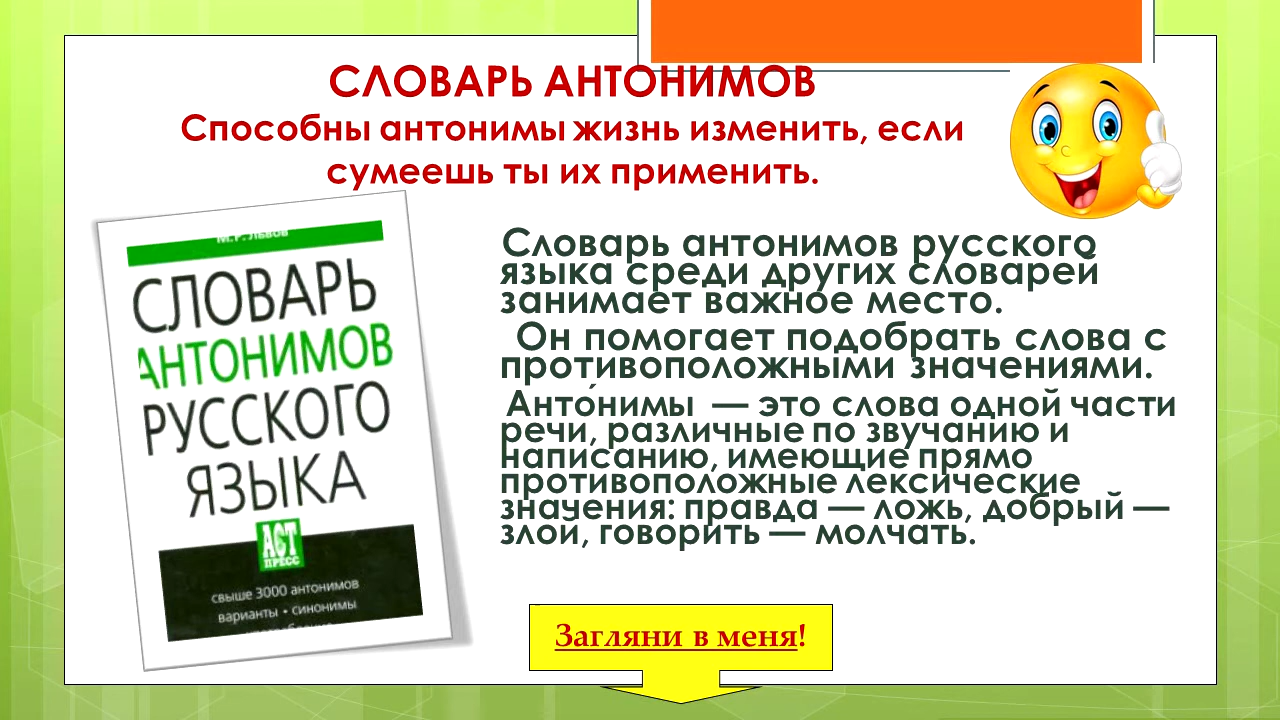 СЛОВАРЬ АНТОНИМОВ
Способны антонимы жизнь изменить, если
сумеешь ты их применить.
М.Р. Львов
СЛОВАРЬ
АНТОНИМОВ
РУССКОГО
ЯЗЫКА
АСТ
ПРЕСС
свыше 3000 антонимов
варианты • синонимы
Словарь антонимов русского
языка среди других словарей
занимает важное место.
Он помогает подобрать слова с
противоположными значениями.
Анто́нимы — это слова одной части
речи, различные по звучанию и
написанию, имеющие прямо
противоположные лексические
значения: правда — ложь, добрый —
злой, говорить — молчать.
Загляни в меня!